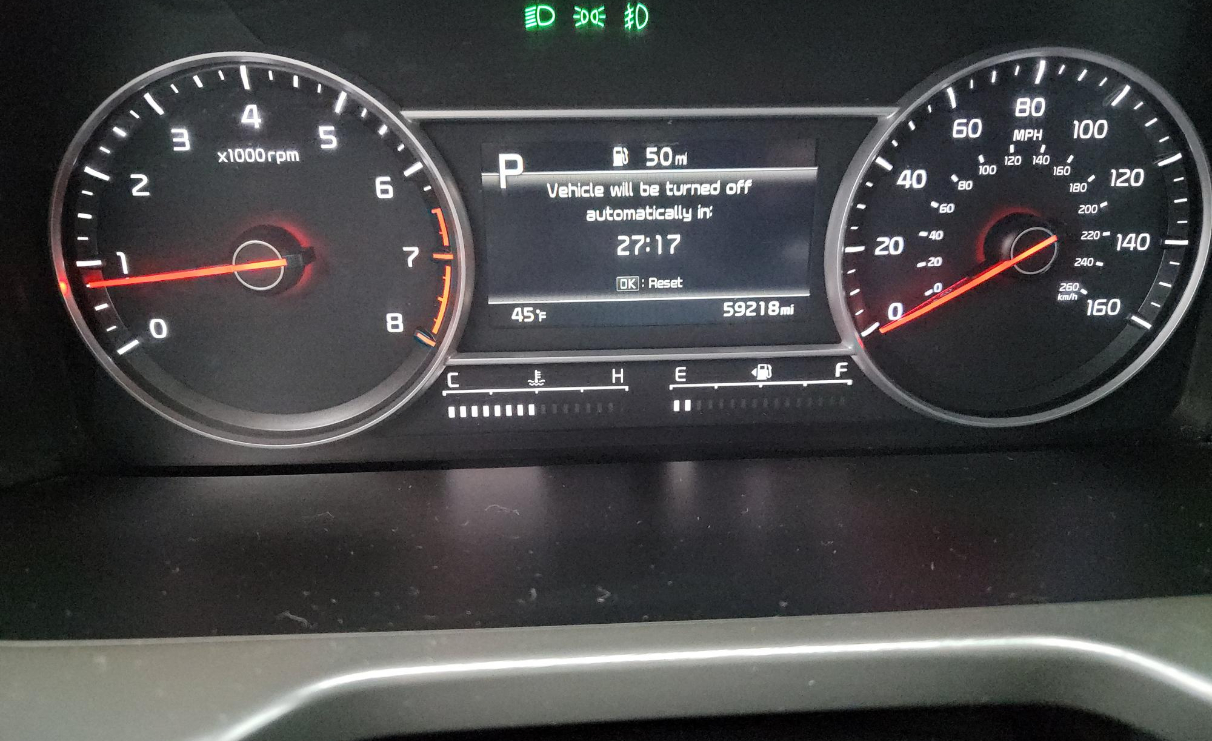 4
3
5
x1000rpm
2
6
1
7
0
8
P
50mi
Vehicle will be turned off
automatically in:
27:17
OK : Reset
45°F
59218mi
C H
E F
80
60 MPH 100
120 140
100 160
40 80 180 120
60 200
20 40 220 140
20 240
0 0 260 160
km/h